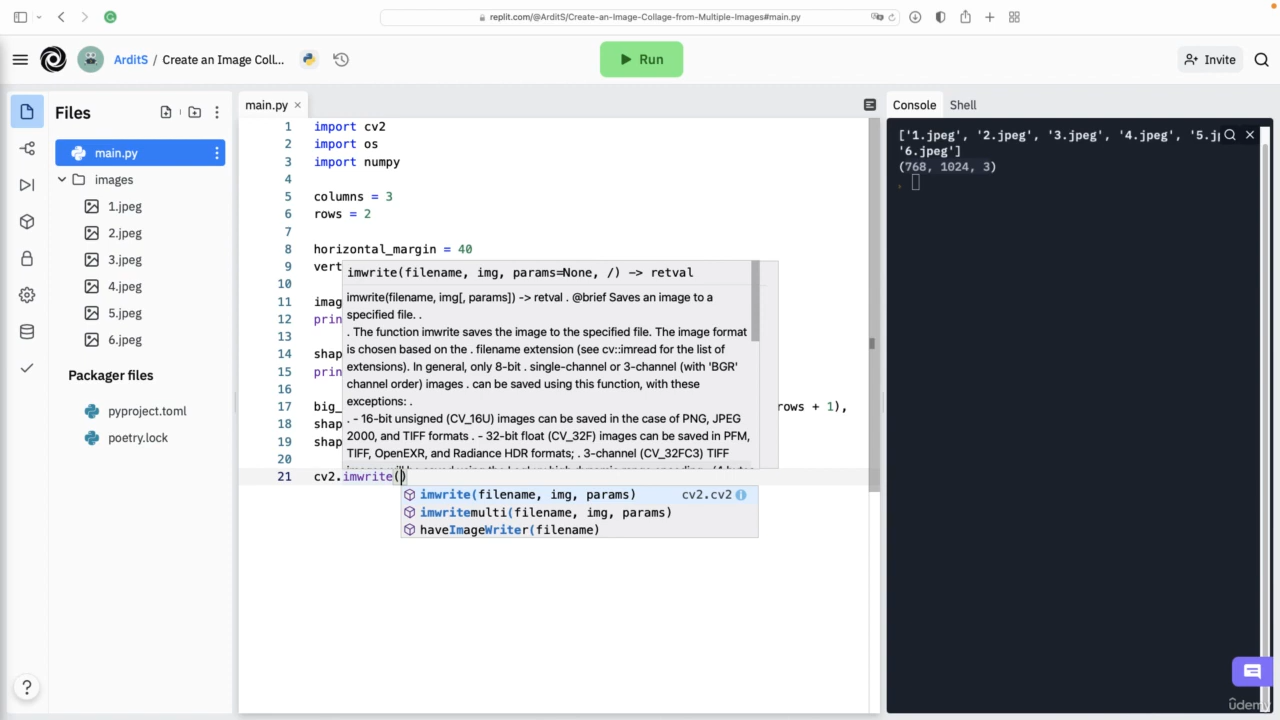 replit.com/@ArditS/Create-an-Image-Collage-from-Multiple-Images#main.py
ArditS / Create an Image Coll...
Run
Invite
Files
main.py
images
1.jpeg
2.jpeg
3.jpeg
4.jpeg
5.jpeg
6.jpeg
Packager files
pyproject.toml
poetry.lock
?
main.py ×
1 import cv2
2 import os
3 import numpy
4
5 columns = 3
6 rows = 2
7
8 horizontal_margin = 40
9 vert
10
11 imag
12 prin
13
14 shap
15 prin
16
17 big_ rows + 1),
18 shap
19 shap
20
21 cv2.imwrite()
imwrite(filename, img, params=None, /) -> retval
imwrite(filename, img[, params]) -> retval . @brief Saves an image to a
specified file. .
. The function imwrite saves the image to the specified file. The image format
is chosen based on the . filename extension (see cv::imread for the list of
extensions). In general, only 8-bit . single-channel or 3-channel (with 'BGR'
channel order) images . can be saved using this function, with these
exceptions: .
. - 16-bit unsigned (CV_16U) images can be saved in the case of PNG, JPEG
2000, and TIFF formats . - 32-bit float (CV_32F) images can be saved in PFM,
TIFF, OpenEXR, and Radiance HDR formats; . 3-channel (CV_32FC3) TIFF
imwrite(filename, img, params) cv2.cv2
imwritemulti(filename, img, params)
haveImageWriter(filename)
Console Shell
['1.jpeg', '2.jpeg', '3.jpeg', '4.jpeg', '5.jp
'6.jpeg']
(768, 1024, 3)
ûdemy